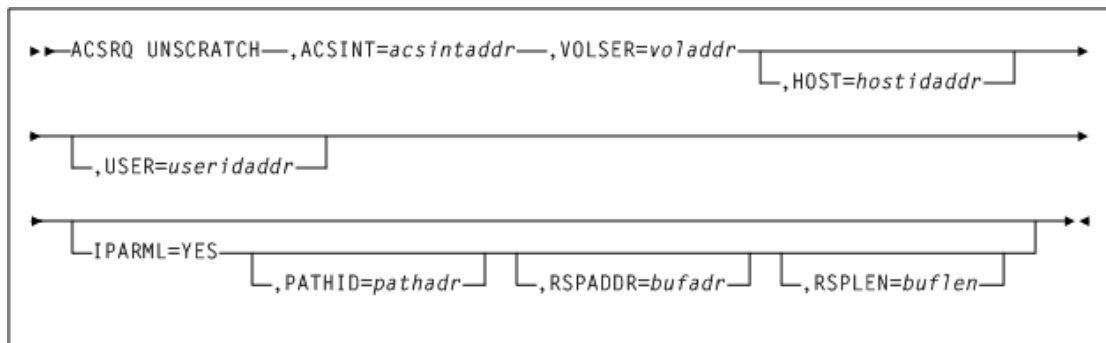 ACSRQ UNSCRATCH ,ACSINT=acsintaddr ,VOLSER=voladdr
,HOST=hostidaddr
,USER=useridaddr
IPARML=YES
,PATHID=pathadr ,RSPADDR=bufadr ,RSPLEN=buflen